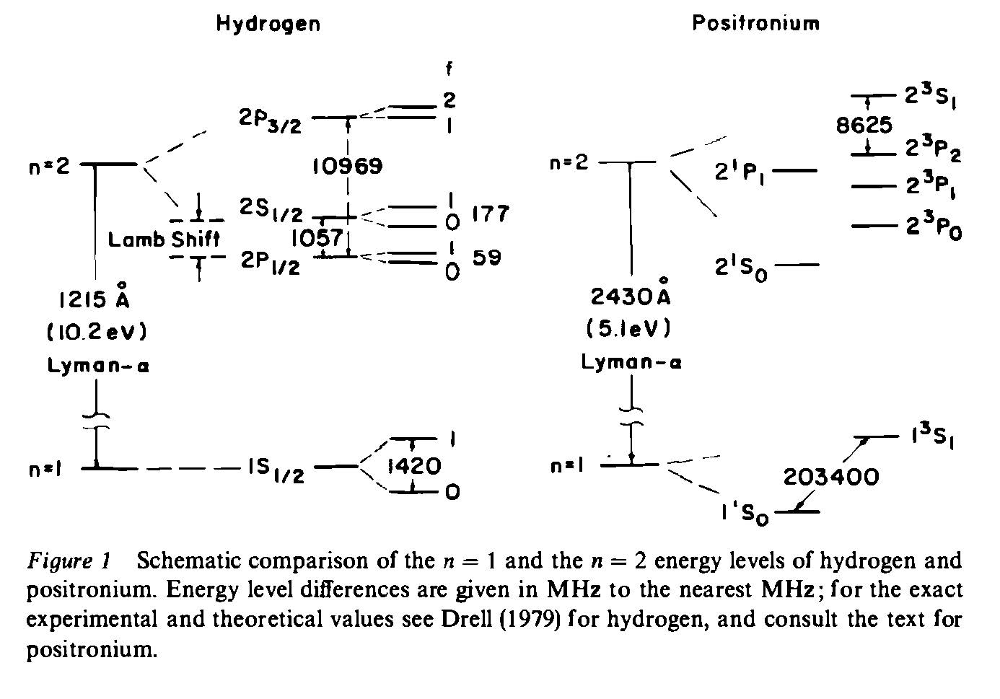 Hydrogen
Positronium
f
2P3/2
2
1
n=2
10969
2S1/2
1
0
177
Lamb Shift
1057
2P1/2
1
0
59
1215 Å
(10.2 eV)
Lyman-α
n=1
1S1/2
1
1420
0
2³S₁
8625
n=2
2¹P₁
2³P₂
2³P₁
2³P₀
2¹S₀
2430 Å
(5.1eV)
Lyman-α
n=1
1³S₁
203400
1¹S₀
Figure 1 Schematic comparison of the n = 1 and the n = 2 energy levels of hydrogen and
positronium. Energy level differences are given in MHz to the nearest MHz; for the exact
experimental and theoretical values see Drell (1979) for hydrogen, and consult the text for
positronium.